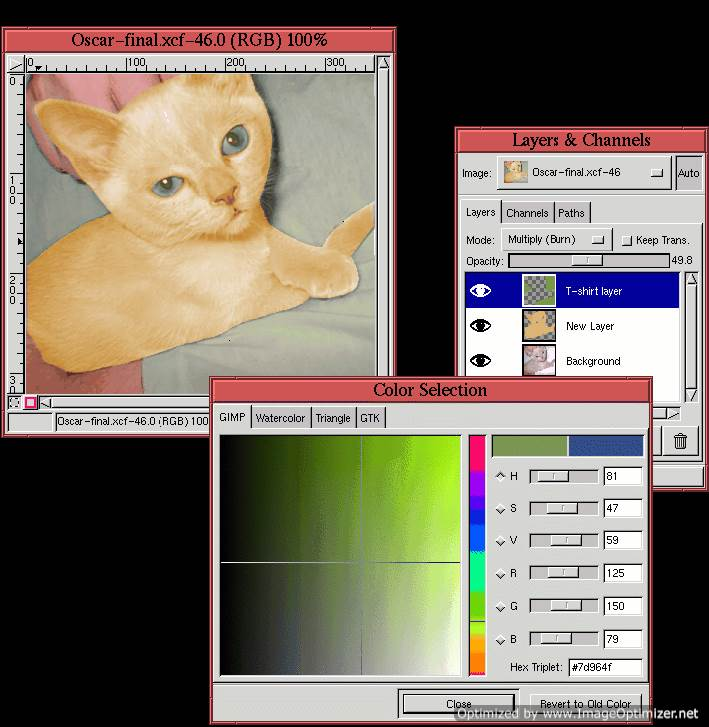 Oscar-final.xcf-46.0 (RGB) 100%
0 100 200 300
0
100
200
30
Oscar-final.xcf-46.0 (RGB) 100
Layers & Channels
Image: Oscar-final.xcf-46 Auto
Layers Channels Paths
Mode: Multiply (Burn) Keep Trans.
Opacity: 49.8
T-shirt layer
New Layer
Background
Color Selection
GIMP Watercolor Triangle GTK
H 81
S 47
V 59
R 125
G 150
B 79
Hex Triplet: #7d964f
Close Revert to Old Color
Optimized by www.ImageOptimizer.net